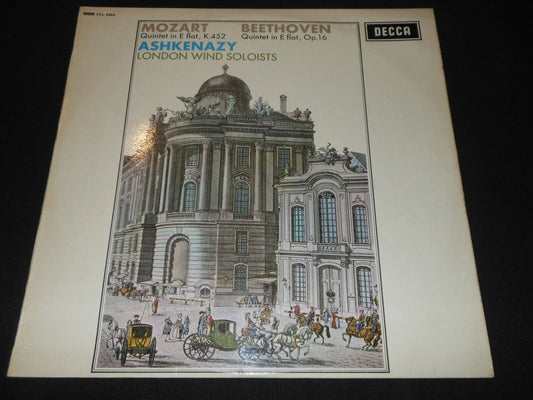 MOZART BEETHOVEN
Quintet in E flat, K.452 Quintet in E flat, Op.16
ASHKENAZY
LONDON WIND SOLOISTS
DECCA